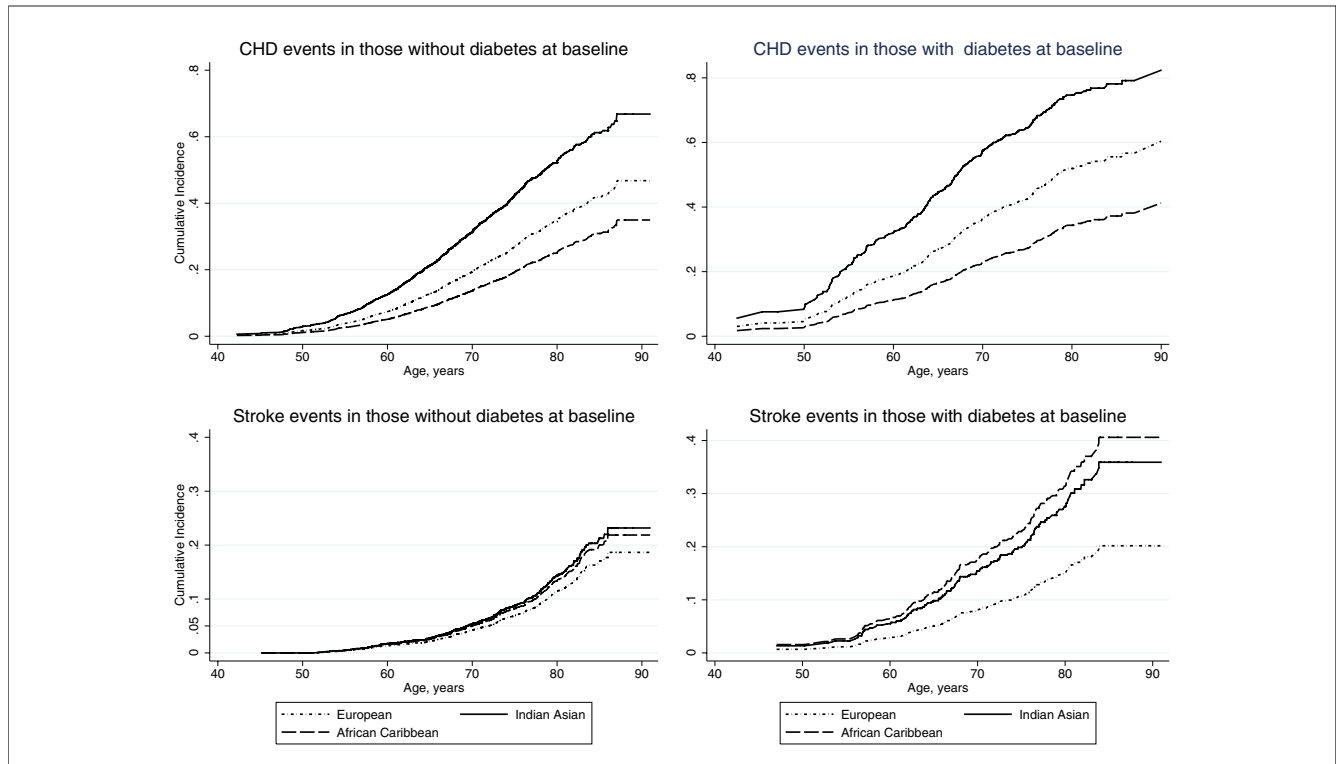 CHD events in those without diabetes at baseline
CHD events in those with diabetes at baseline
Cumulative Incidence
.8
.6
.4
.2
0
40 50 60 70 80 90
Age, years
.8
.6
.4
.2
0
40 50 60 70 80 90
Age, years
Stroke events in those without diabetes at baseline
Stroke events in those with diabetes at baseline
Cumulative Incidence
.4
.3
.2
.1
.05
0
40 50 60 70 80 90
Age, years
.4
.3
.2
.1
0
40 50 60 70 80 90
Age, years
European Indian Asian
African Caribbean
European Indian Asian
African Caribbean